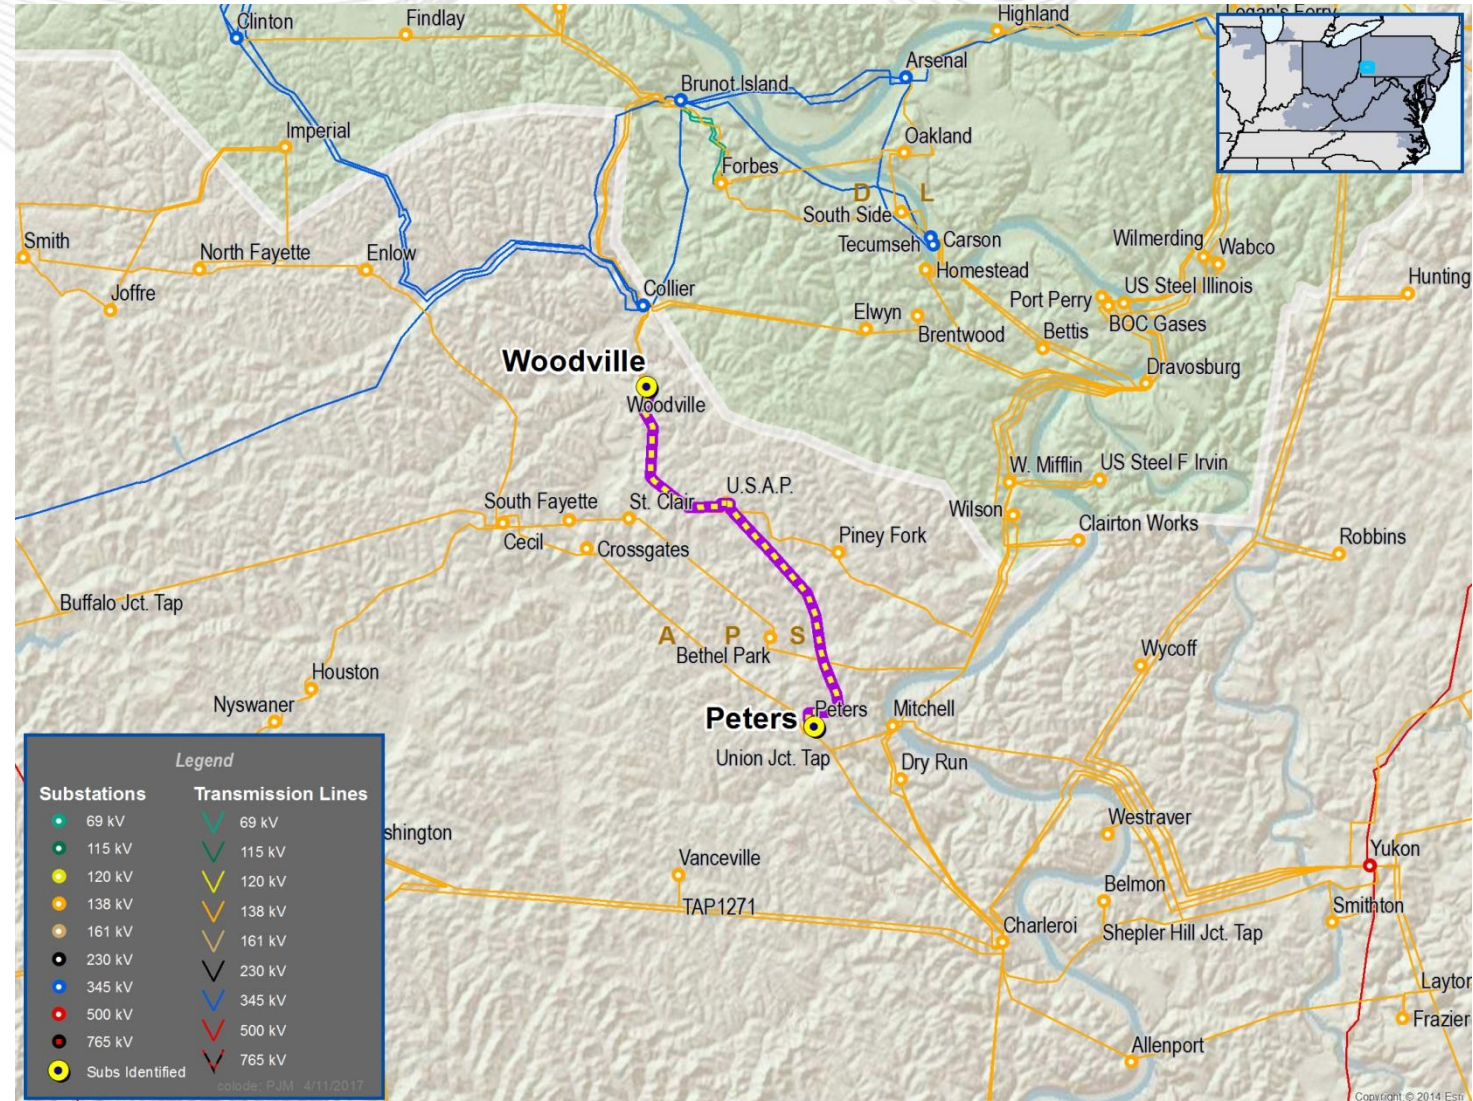 Clinton
Findlay
Highland
Logan's Ferry
Arsenal
Brunot Island
Imperial
Oakland
Forbes
D L
South Side
Tecumseh
Carson
Wilmerding
Wabco
Smith
North Fayette
Enlow
Homestead
Hunting
Joffre
Collier
Port Perry
US Steel Illinois
Elwyn
Brentwood
Bettis
BOC Gases
Woodville
Dravosburg
Woodville
W. Mifflin
US Steel F Irvin
U.S.A.P.
South Fayette
St. Clair
Wilson
Clairton Works
Cecil
Crossgates
Piney Fork
Robbins
Buffalo Jct. Tap
A P S
Bethel Park
Wycoff
Houston
Nyswaner
Peters
Peters
Mitchell
Union Jct. Tap
Dry Run
Westraver
shington
Vanceville
Yukon
Belmon
TAP1271
Smithton
Charleroi
Shepler Hill Jct. Tap
Layton
Frazier
Allenport
Legend
Substations
Transmission Lines
69 kV
69 kV
115 kV
115 kV
120 kV
120 kV
138 kV
138 kV
161 kV
161 kV
230 kV
230 kV
345 kV
345 kV
500 kV
500 kV
765 kV
765 kV
Subs Identified
colode; PJM 4/11/2017
Copyright © 2014 Esri